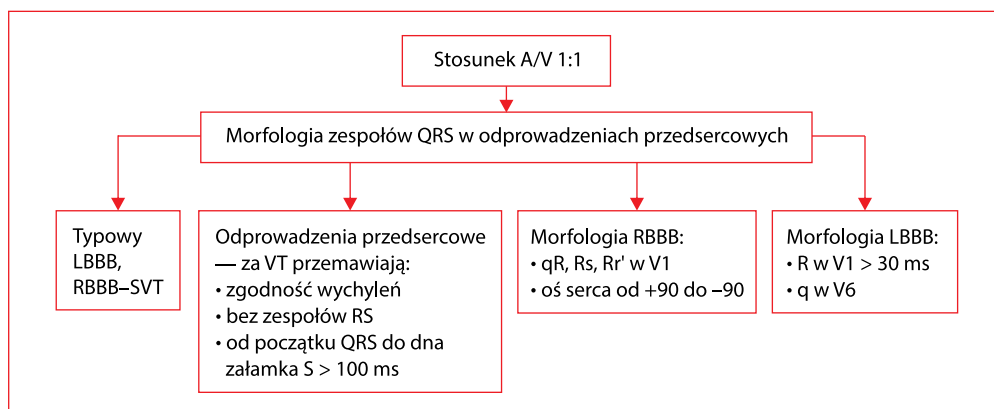 Stosunek A/V 1:1
Morfologia zespołów QRS w odprowadzeniach przedsercowych
Typowy
LBBB,
RBBB–SVT
Odprowadzenia przedsercowe
— za VT przemawiają:
• zgodność wychyleń
• bez zespołów RS
• od początku QRS do dna
załamka S > 100 ms
Morfologia RBBB:
• qR, Rs, Rr' w V1
• oś serca od +90 do –90
Morfologia LBBB:
• R w V1 > 30 ms
• q w V6